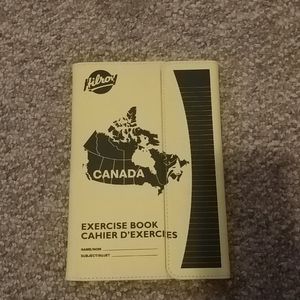 Hilroy
CANADA
EXERCISE BOOK
CAHIER D'EXERCICES
NAME/NOM
SUBJECT/SUJET